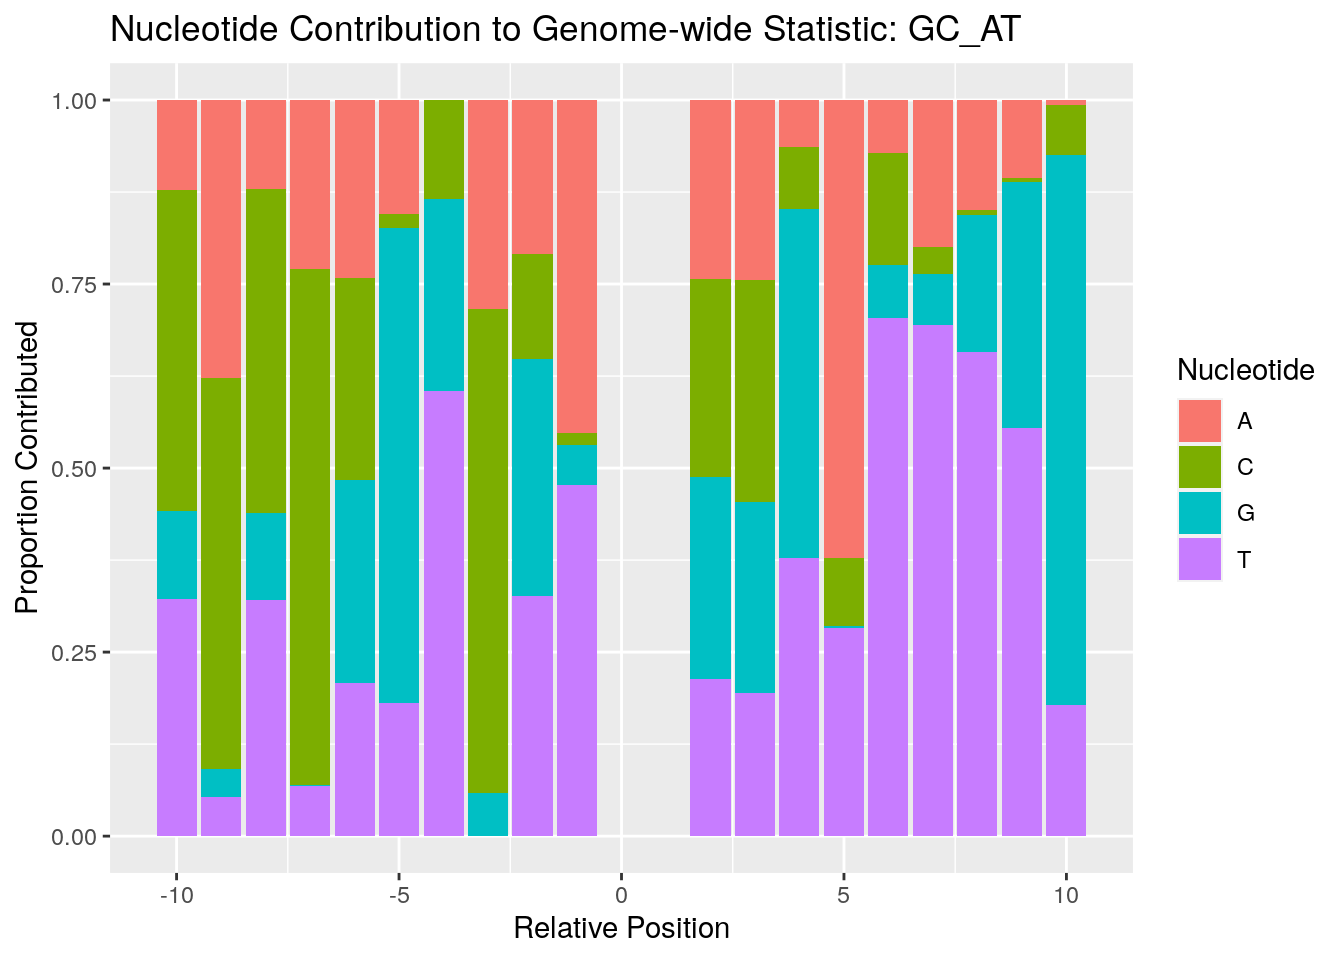 Nucleotide Contribution to Genome-wide Statistic: GC_AT
1.00
0.75
0.50
0.25
0.00
Proportion Contributed
-10
-5
0
5
10
Relative Position
Nucleotide
A
C
G
T